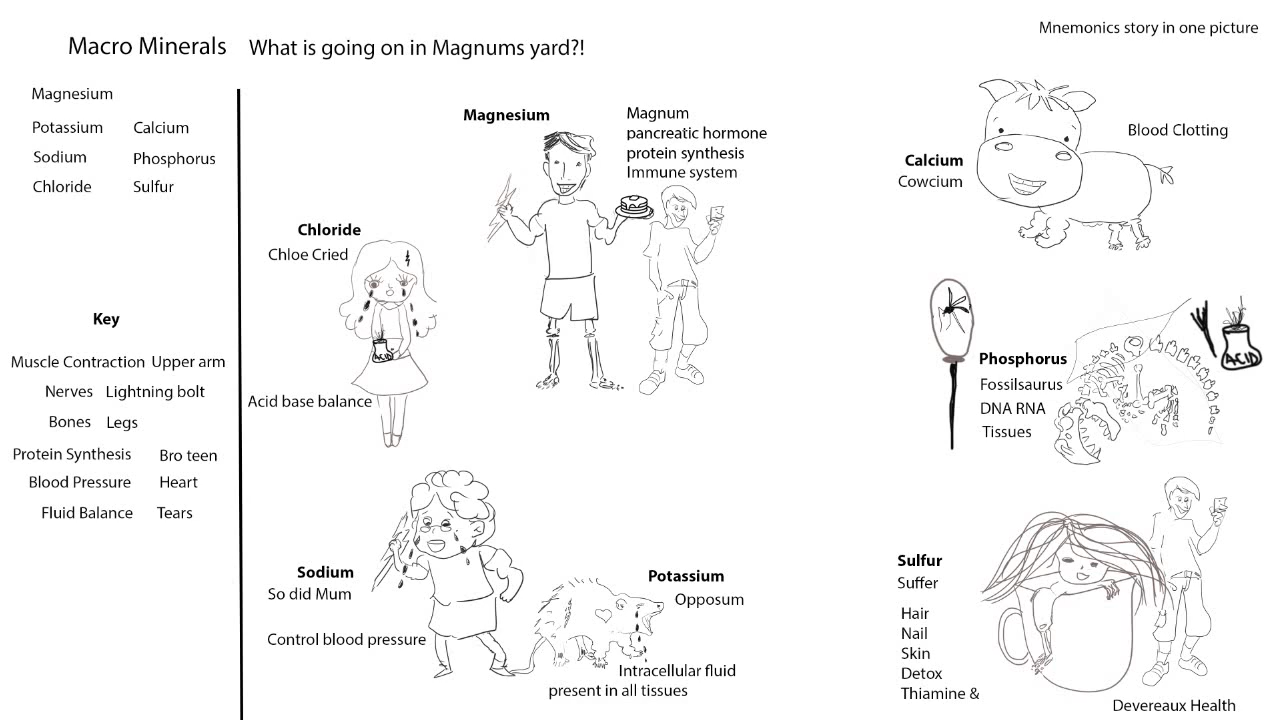 Mnemonics story in one picture
Macro Minerals
What is going on in Magnums yard?!
Magnesium
Potassium Calcium
Sodium Phosphorus
Chloride Sulfur
Key
Muscle Contraction Upper arm
Nerves Lightning bolt
Bones Legs
Protein Synthesis Bro teen
Blood Pressure Heart
Fluid Balance Tears
Magnesium
Magnum
pancreatic hormone
protein synthesis
Immune system
Chloride
Chloe Cried
ACID
Acid base balance
Sodium
So did Mum
Control blood pressure
Potassium
Opposum
Intracellular fluid
present in all tissues
Calcium
Cowcium
Blood Clotting
Phosphorus
Fossilsaurus
DNA RNA
Tissues
ACID
Sulfur
Suffer
Hair
Nail
Skin
Detox
Thiamine &
Devereaux Health